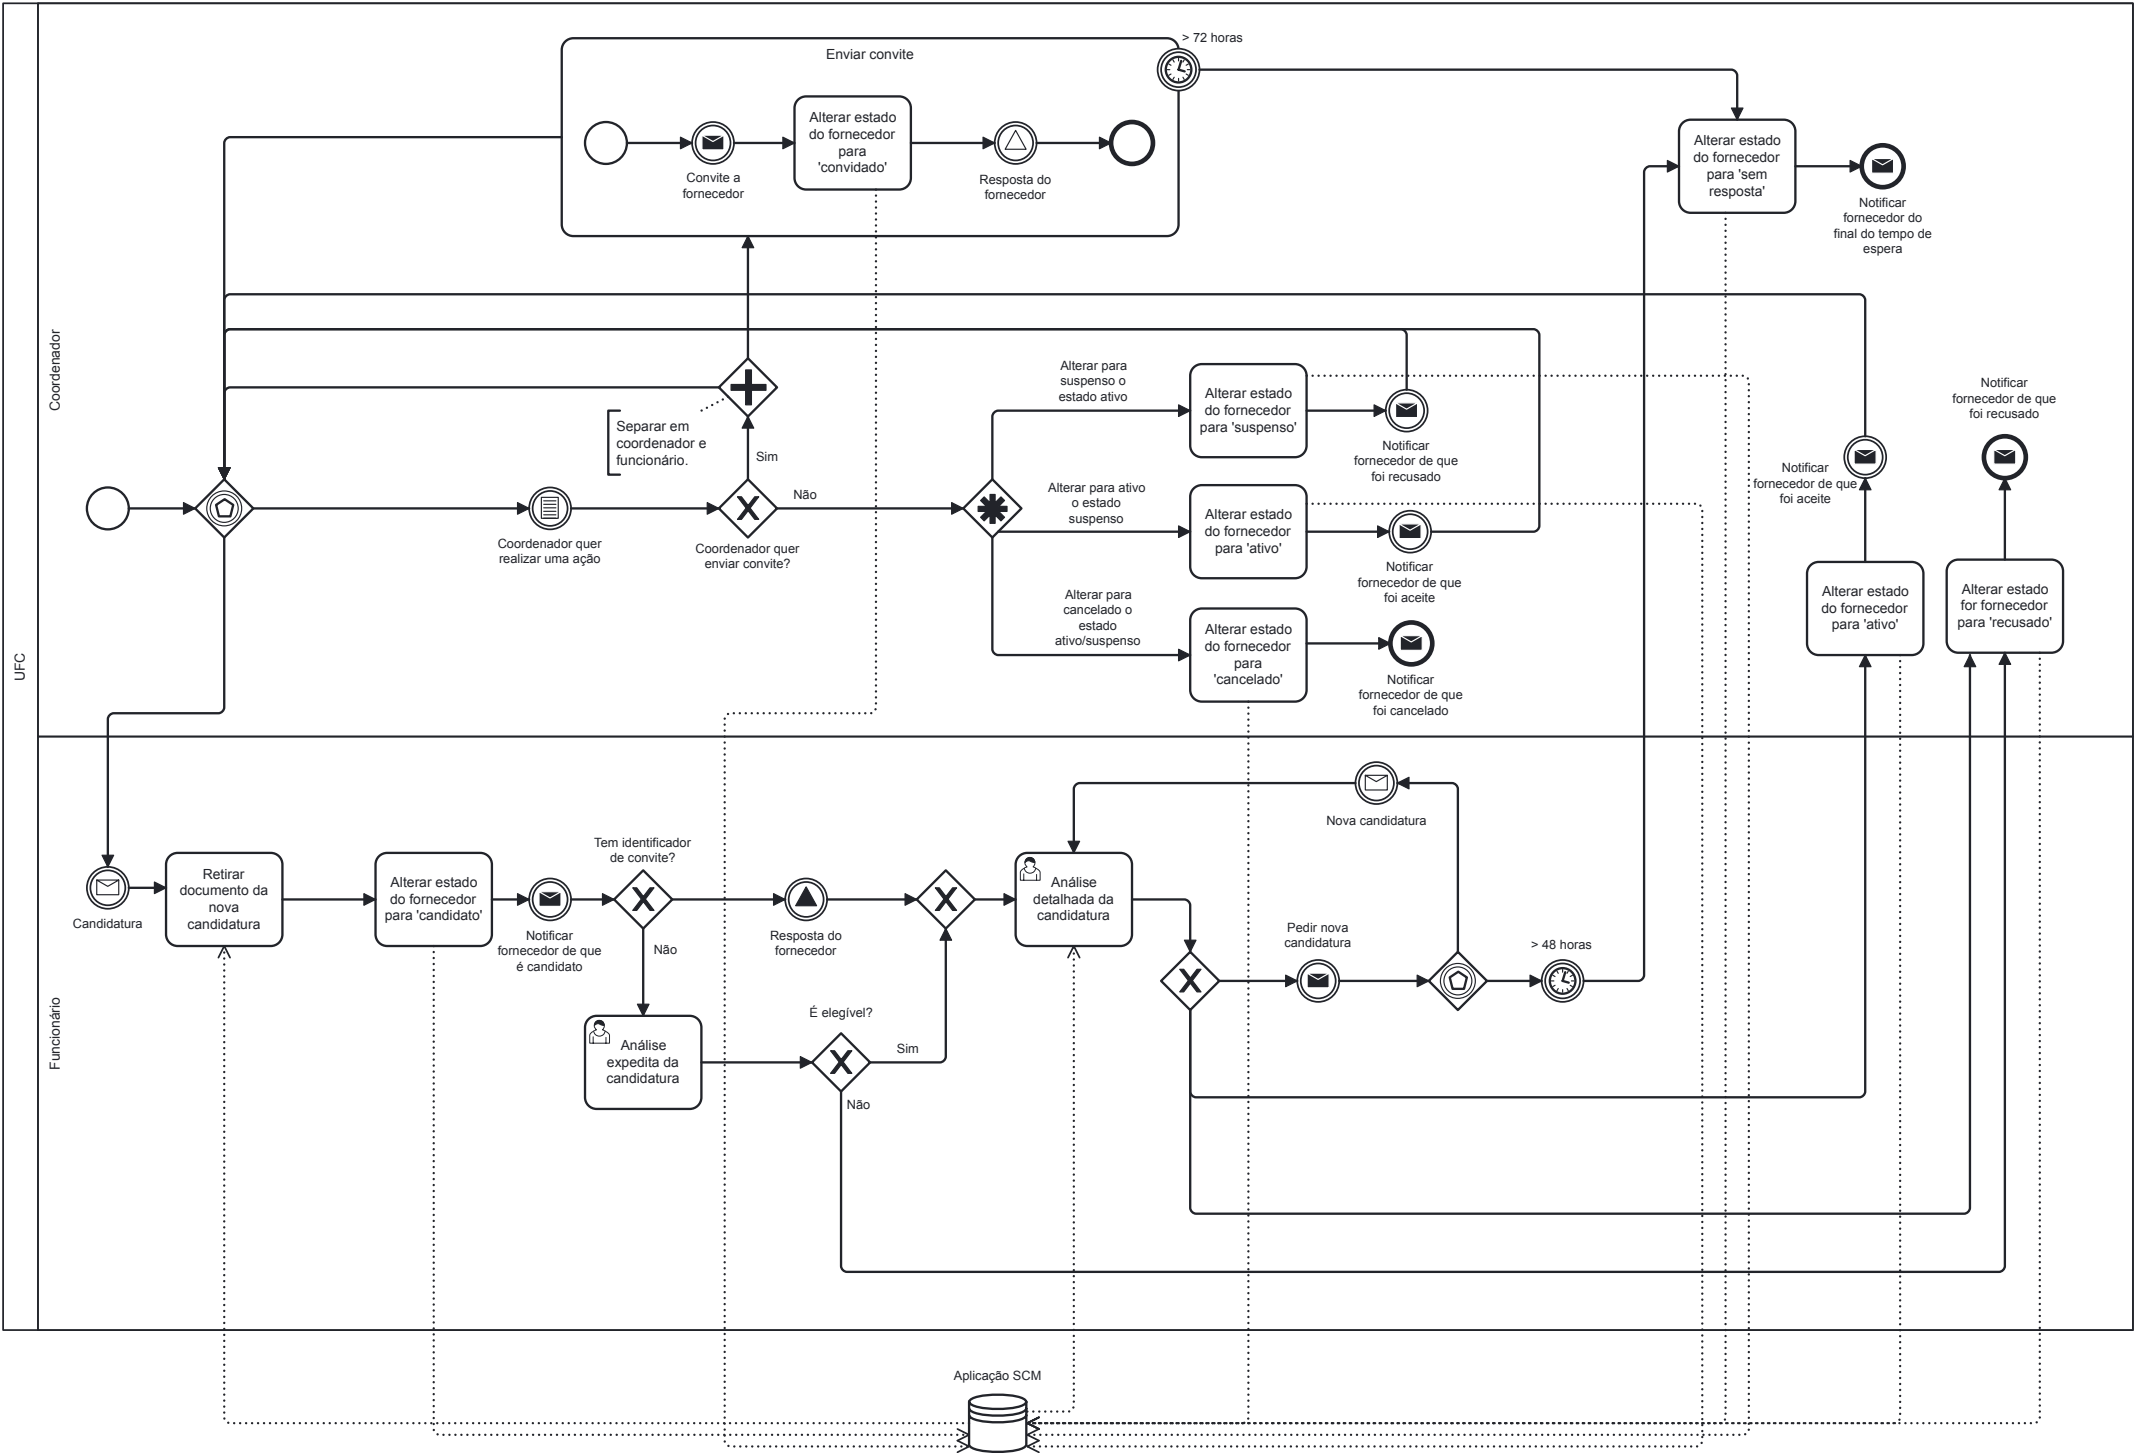 > 72 horas
Enviar convite
Alterar estado
do fornecedor
para
'convidado'
Convite a
fornecedor
Resposta do
fornecedor
Alterar estado
do fornecedor
para 'sem
resposta'
Notificar
fornecedor do
final do tempo de
espera
UFC
Coordenador
Separar em
coordenador e
funcionário.
Sim
Não
Coordenador quer
realizar uma ação
Coordenador quer
enviar convite?
Alterar para
suspenso o
estado ativo
Alterar estado
do fornecedor
para 'suspenso'
Notificar
fornecedor de que
foi recusado
Alterar para ativo
o estado
suspenso
Alterar estado
do fornecedor
para 'ativo'
Notificar
fornecedor de que
foi aceite
Alterar para
cancelado o
estado
ativo/suspenso
Alterar estado
do fornecedor
para
'cancelado'
Notificar
fornecedor de que
foi cancelado
Notificar
fornecedor de que
foi aceite
Notificar
fornecedor de que
foi recusado
Alterar estado
do fornecedor
para 'ativo'
Alterar estado
for fornecedor
para 'recusado'
Funcionário
Candidatura
Retirar
documento da
nova
candidatura
Alterar estado
do fornecedor
para 'candidato'
Notificar
fornecedor de que
é candidato
Tem identificador
de convite?
Não
Resposta do
fornecedor
Análise
expedita da
candidatura
É elegível?
Sim
Não
Análise
detalhada da
candidatura
Nova candidatura
Pedir nova
candidatura
> 48 horas
Aplicação SCM